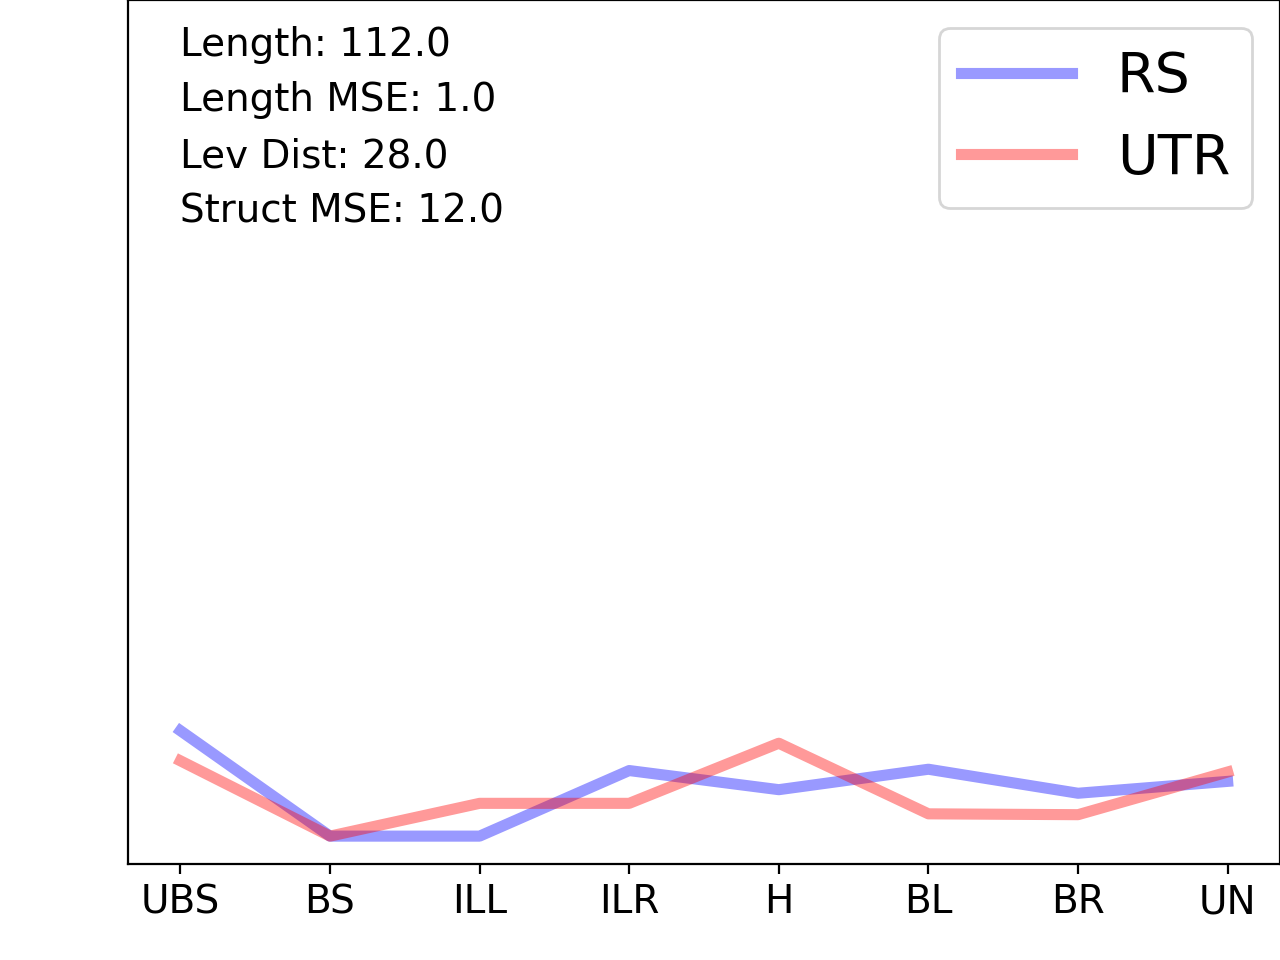 Length: 112.0
Length MSE: 1.0
Lev Dist: 28.0
Struct MSE: 12.0
RS
UTR
UBS BS ILL ILR H BL BR UN